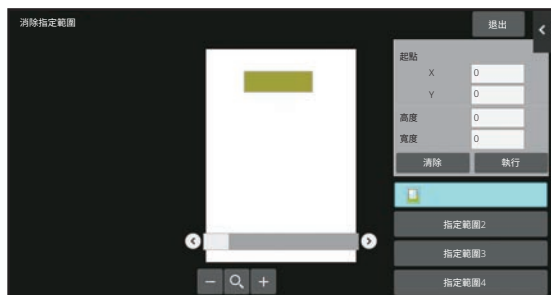 消除指定範圍
退出
起點
X 0
Y 0
高度 0
寬度 0
清除 執行
指定範圍2
指定範圍3
指定範圍4